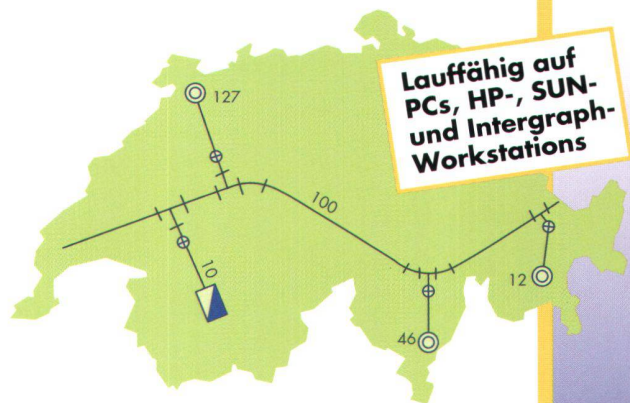 Lauffähig auf
PCs, HP-, SUN-
und Intergraph-
Workstations
127
100
10
12
46